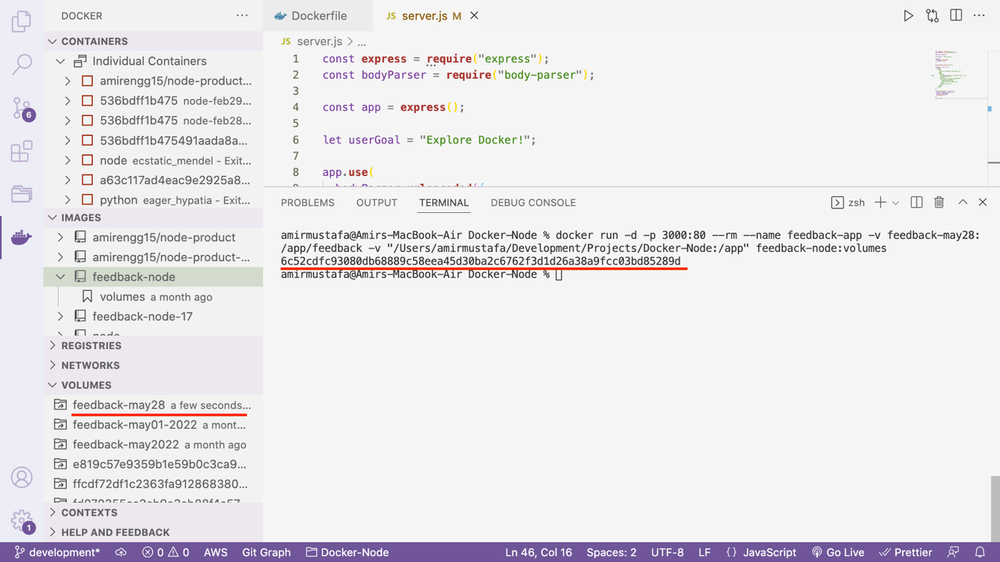 DOCKER
Dockerfile
JS server.js M
CONTAINERS
Individual Containers
amirengg15/node-product...
536bdff1b475 node-feb29...
536bdff1b475 node-feb28...
536bdff1b475491aada8a...
node ecstatic_mendel - Exit...
a63c117ad4eac9e2925a8...
python eager_hypatia - Exit...
IMAGES
amirengg15/node-product
amirengg15/node-product-...
feedback-node
volumes a month ago
feedback-node-17
node
REGISTRIES
NETWORKS
VOLUMES
feedback-may28 a few seconds...
feedback-may01-2022 a mont...
feedback-may2022 a month ago
e819c57e9359b1e59b0c3ca9...
ffcdf72df1c2363fa912868380...
CONTEXTS
HELP AND FEEDBACK
6
1
JS server.js > ...
1 const express = require("express");
2 const bodyParser = require("body-parser");
3
4 const app = express();
5
6 let userGoal = "Explore Docker!";
7
8 app.use(
9 bodyParser.urlencoded({
PROBLEMS OUTPUT TERMINAL DEBUG CONSOLE zsh
amirmustafa@Amirs-MacBook-Air Docker-Node % docker run -d -p 3000:80 --rm --name feedback-app -v feedback-may28:
/app/feedback -v "/Users/amirmustafa/Development/Projects/Docker-Node:/app" feedback-node:volumes
6c52cdfc93080db68889c58eea45d30ba2c6762f3d1d26a38a9fcc03bd85289d
amirmustafa@Amirs-MacBook-Air Docker-Node %
development* 0 0 AWS Git Graph Docker-Node Ln 46, Col 16 Spaces: 2 UTF-8 LF {} JavaScript Go Live Prettier